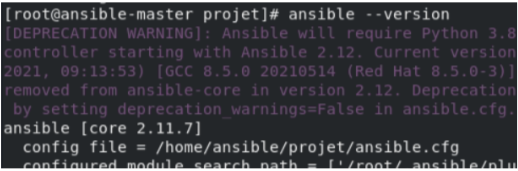 [root@ansible-master projet]# ansible --version
[DEPRECATION WARNING]: Ansible will require Python 3.8
controller starting with Ansible 2.12. Current version
2021, 09:13:53) [GCC 8.5.0 20210514 (Red Hat 8.5.0-3)]
removed from ansible-core in version 2.12. Deprecation
by setting deprecation_warnings=False in ansible.cfg.
ansible [core 2.11.7]
config file = /home/ansible/projet/ansible.cfg
configured module search path = ['/root/.ansible/plu